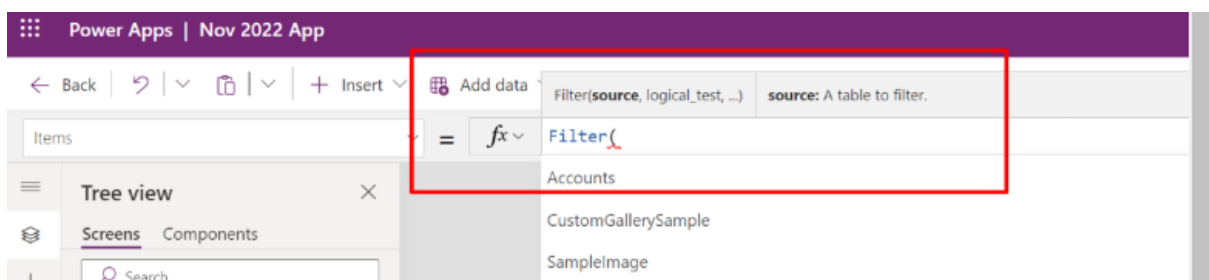 Power Apps | Nov 2022 App
Back Insert Add data
Filter(source, logical_test, ...) source: A table to filter.
Items = fx Filter(
Tree view
Accounts
Screens Components
CustomGallerySample
Search
SampleImage